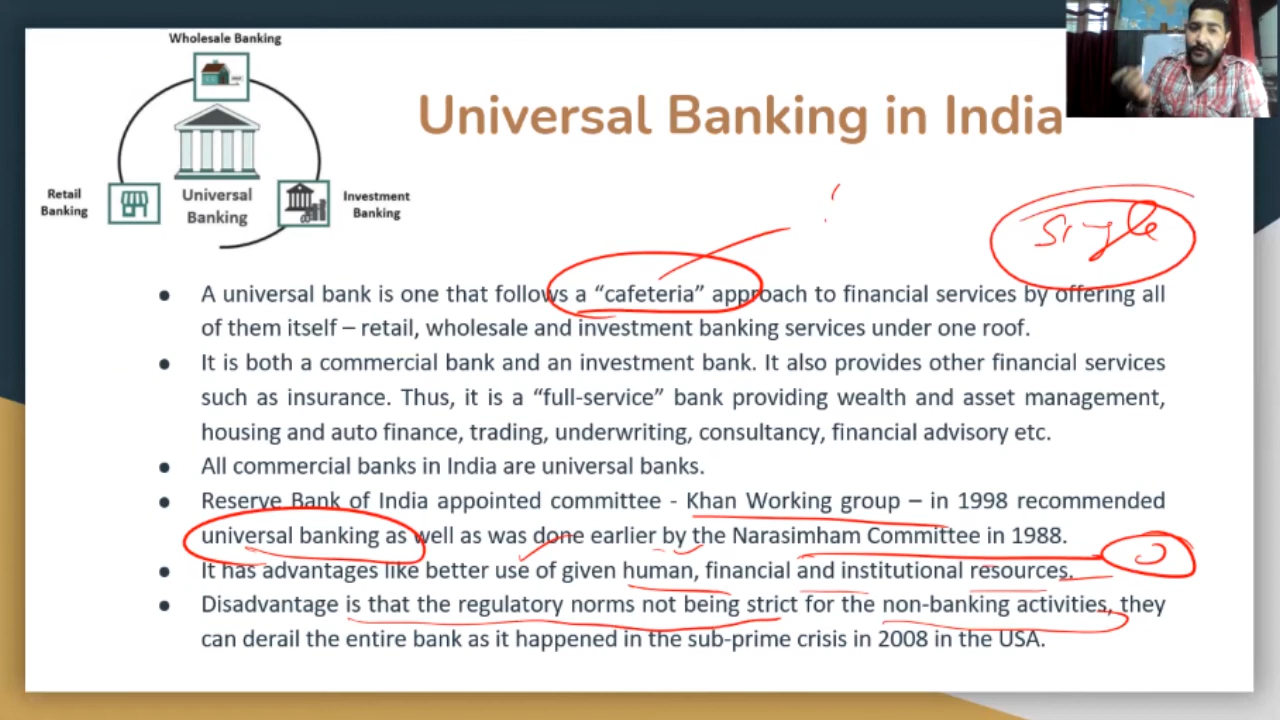 Wholesale Banking
Universal Banking in India
Retail
Banking
Universal
Banking
Investment
Banking
Single
● A universal bank is one that follows a “cafeteria” approach to financial services by offering all
of them itself – retail, wholesale and investment banking services under one roof.
● It is both a commercial bank and an investment bank. It also provides other financial services
such as insurance. Thus, it is a “full-service” bank providing wealth and asset management,
housing and auto finance, trading, underwriting, consultancy, financial advisory etc.
● All commercial banks in India are universal banks.
● Reserve Bank of India appointed committee - Khan Working group – in 1998 recommended
universal banking as well as was done earlier by the Narasimham Committee in 1988.
● It has advantages like better use of given human, financial and institutional resources.
● Disadvantage is that the regulatory norms not being strict for the non-banking activities, they
can derail the entire bank as it happened in the sub-prime crisis in 2008 in the USA.